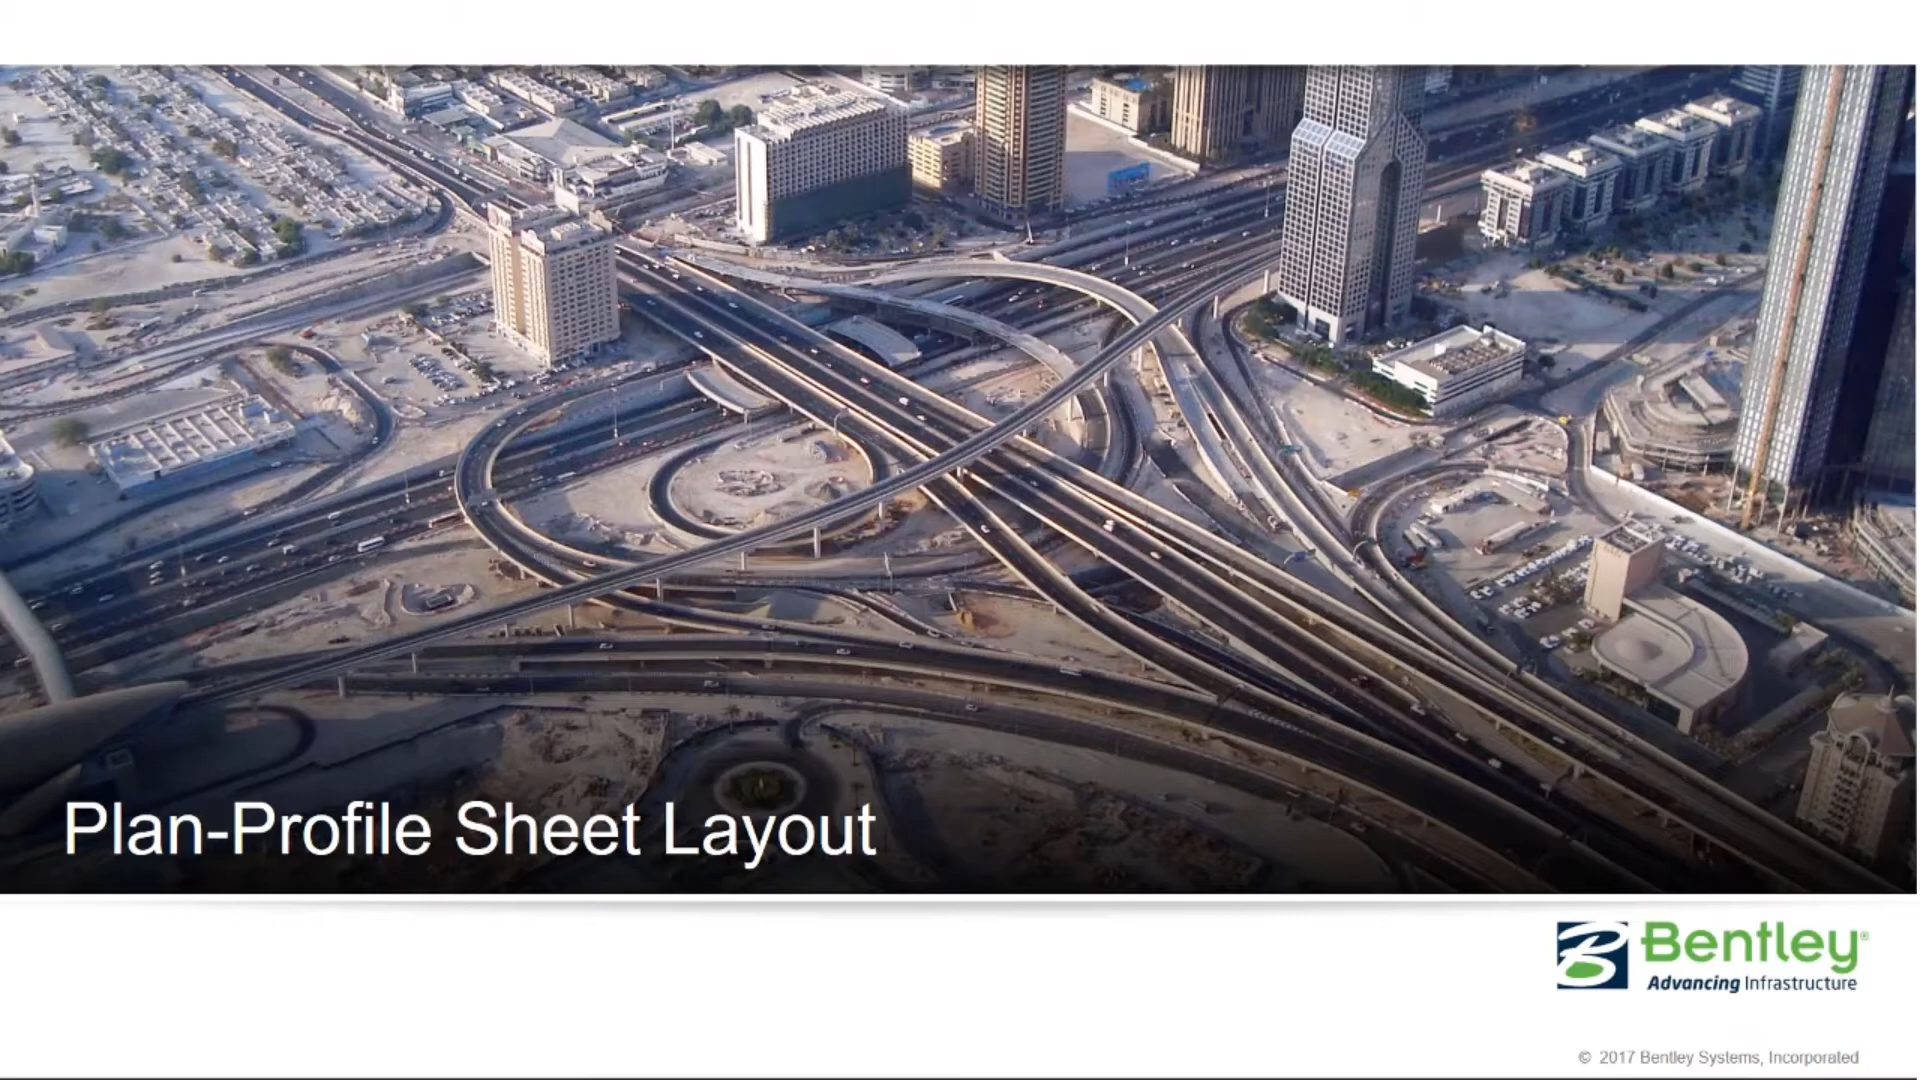 Plan-Profile Sheet Layout
Bentley®
Advancing Infrastructure
© 2017 Bentley Systems, Incorporated